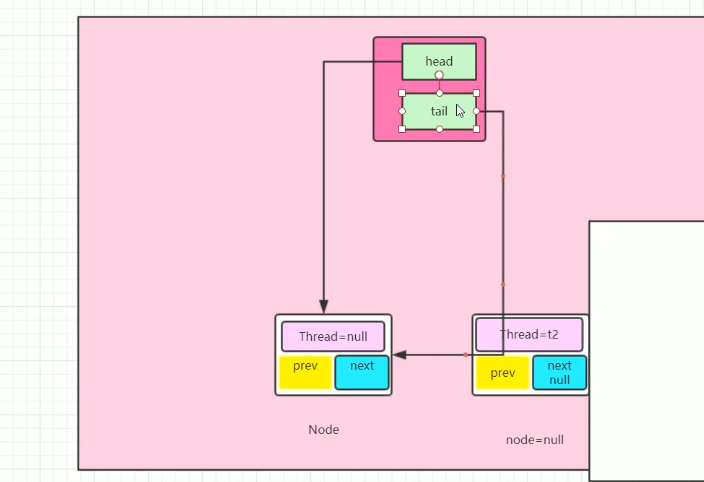 head
tail
Thread=null
prev
next
Thread=t2
prev
next
null
Node
node=null